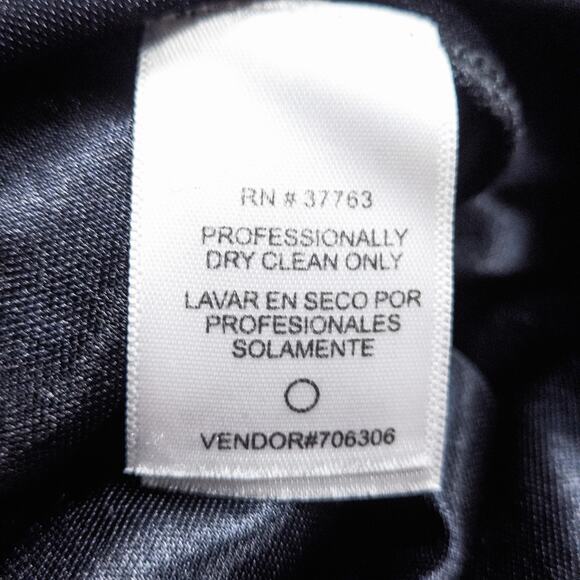 RN # 37763
PROFESSIONALLY
DRY CLEAN ONLY
LAVAR EN SECO POR
PROFESIONALES
SOLAMENTE
VENDOR#706306